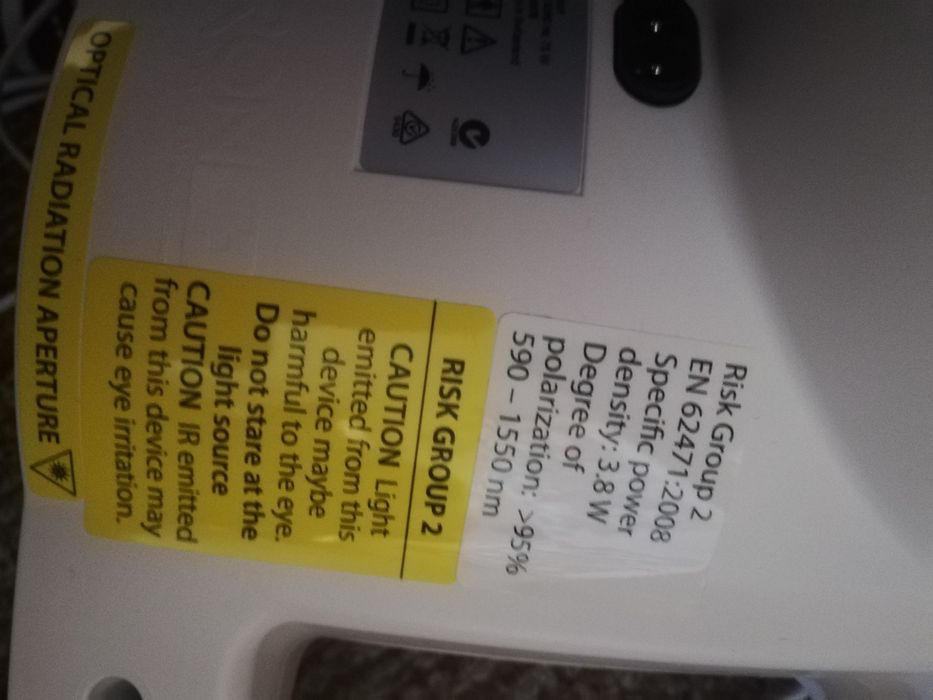 Risk Group 2
EN 62471:2008
Specific power
density: 3.8 W
Degree of
polarization: >95%
590 – 1550 nm
RISK GROUP 2
CAUTION Light
emitted from this
device maybe
harmful to the eye.
Do not stare at the
light source
CAUTION IR emitted
from this device may
cause eye irritation.
OPTICAL RADIATION APERTURE